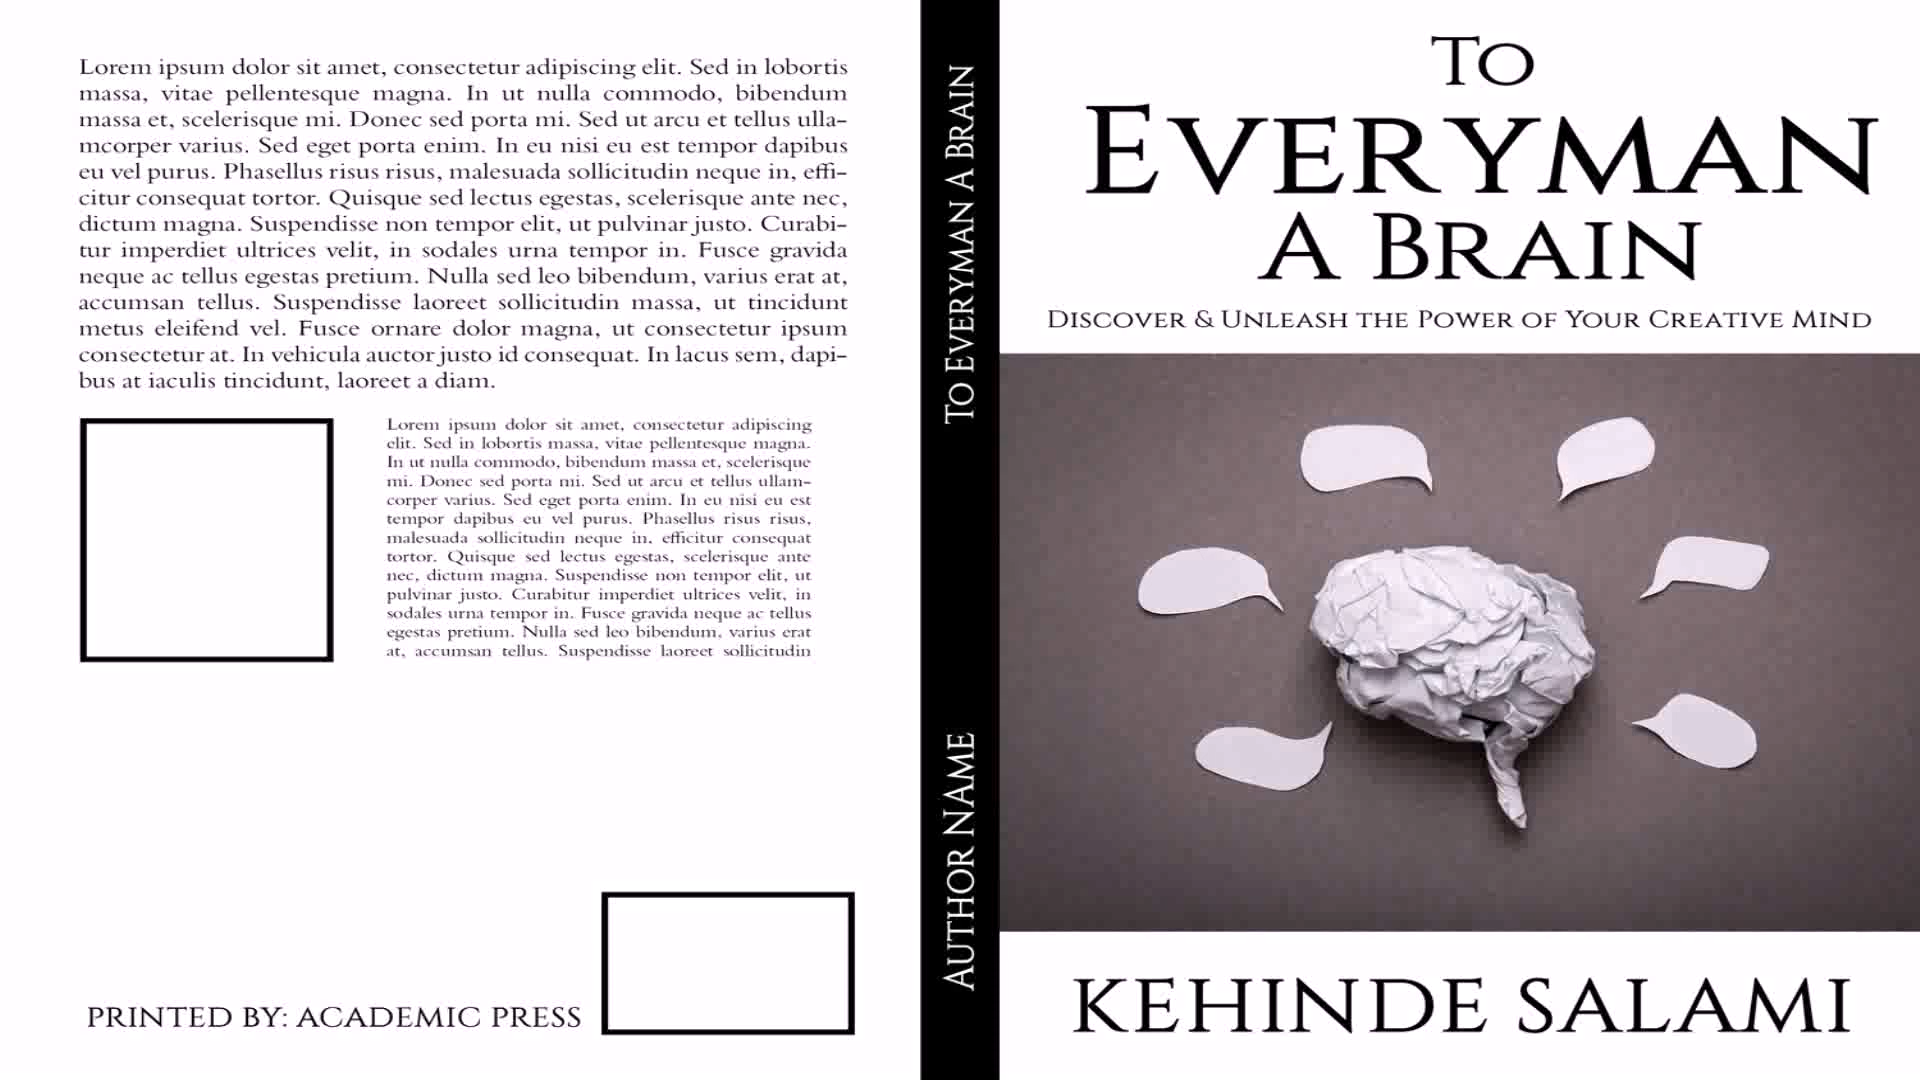 Lorem ipsum dolor sit amet, consectetur adipiscing elit. Sed in lobortis
massa, vitae pellentesque magna. In ut nulla commodo, bibendum
massa et, scelerisque mi. Donec sed porta mi. Sed ut arcu et tellus ulla-
mcorper varius. Sed eget porta enim. In eu nisi eu est tempor dapibus
eu vel purus. Phasellus risus risus, malesuada sollicitudin neque in, effi-
citur consequat tortor. Quisque sed lectus egestas, scelerisque ante nec,
dictum magna. Suspendisse non tempor elit, ut pulvinar justo. Curabi-
tur imperdiet ultrices velit, in sodales urna tempor in. Fusce gravida
neque ac tellus egestas pretium. Nulla sed leo bibendum, varius erat at,
accumsan tellus. Suspendisse laoreet sollicitudin massa, ut tincidunt
metus eleifend vel. Fusce ornare dolor magna, ut consectetur ipsum
consectetur at. In vehicula auctor justo id consequat. In lacus sem, dapi-
bus at iaculis tincidunt, laoreet a diam.
Lorem ipsum dolor sit amet, consectetur adipiscing
elit. Sed in lobortis massa, vitae pellentesque magna.
In ut nulla commodo, bibendum massa et, scelerisque
mi. Donec sed porta mi. Sed ut arcu et tellus ullam-
corper varius. Sed eget porta enim. In eu nisi eu est
tempor dapibus eu vel purus. Phasellus risus risus,
malesuada sollicitudin neque in, efficitur consequat
tortor. Quisque sed lectus egestas, scelerisque ante
nec, dictum magna. Suspendisse non tempor elit, ut
pulvinar justo. Curabitur imperdiet ultrices velit, in
sodales urna tempor in. Fusce gravida neque ac tellus
egestas pretium. Nulla sed leo bibendum, varius erat
at, accumsan tellus. Suspendisse laoreet sollicitudin
PRINTED BY: ACADEMIC PRESS
TO EVERYMAN A BRAIN
AUTHOR NAME
TO
EVERYMAN
A BRAIN
DISCOVER & UNLEASH THE POWER OF YOUR CREATIVE MIND
KEHINDE SALAMI